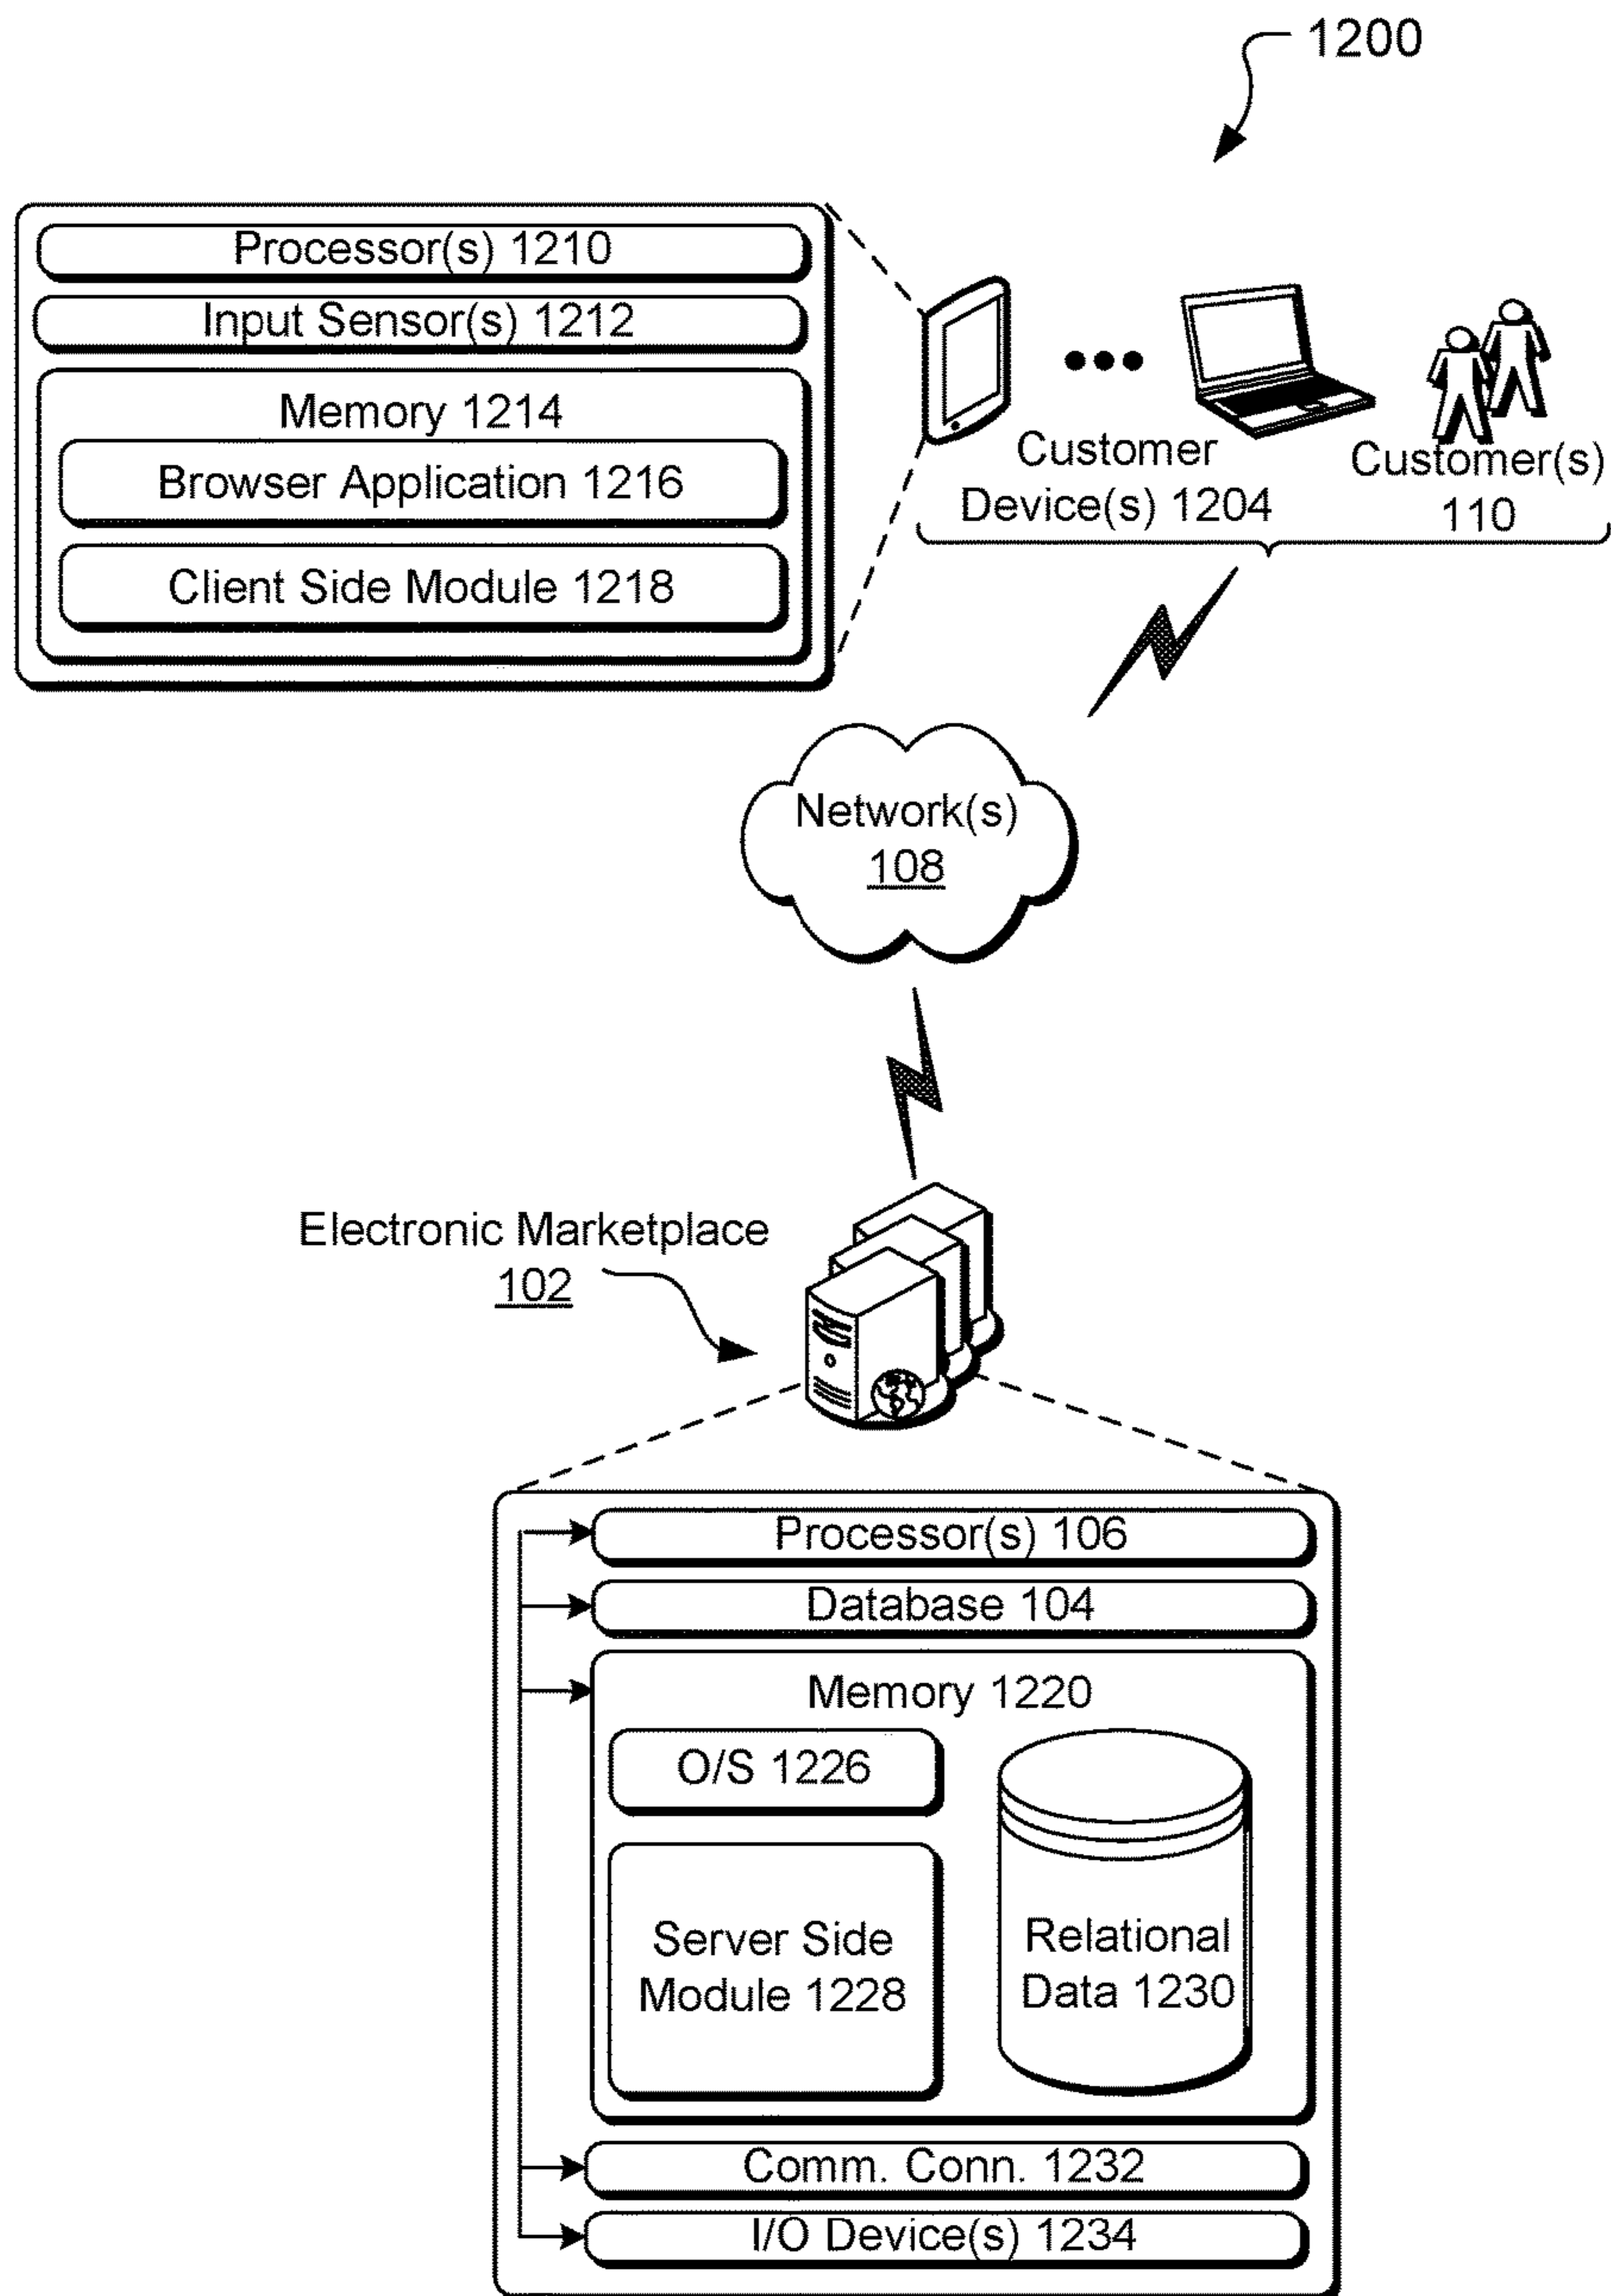 1200
Processor(s) 1210
Input Sensor(s) 1212
Memory 1214
Browser Application 1216
Client Side Module 1218
Customer
Device(s) 1204
Customer(s)
110
Network(s)
108
Electronic Marketplace
102
Processor(s) 106
Database 104
Memory 1220
O/S 1226
Server Side
Module 1228
Relational
Data 1230
Comm. Conn. 1232
I/O Device(s) 1234